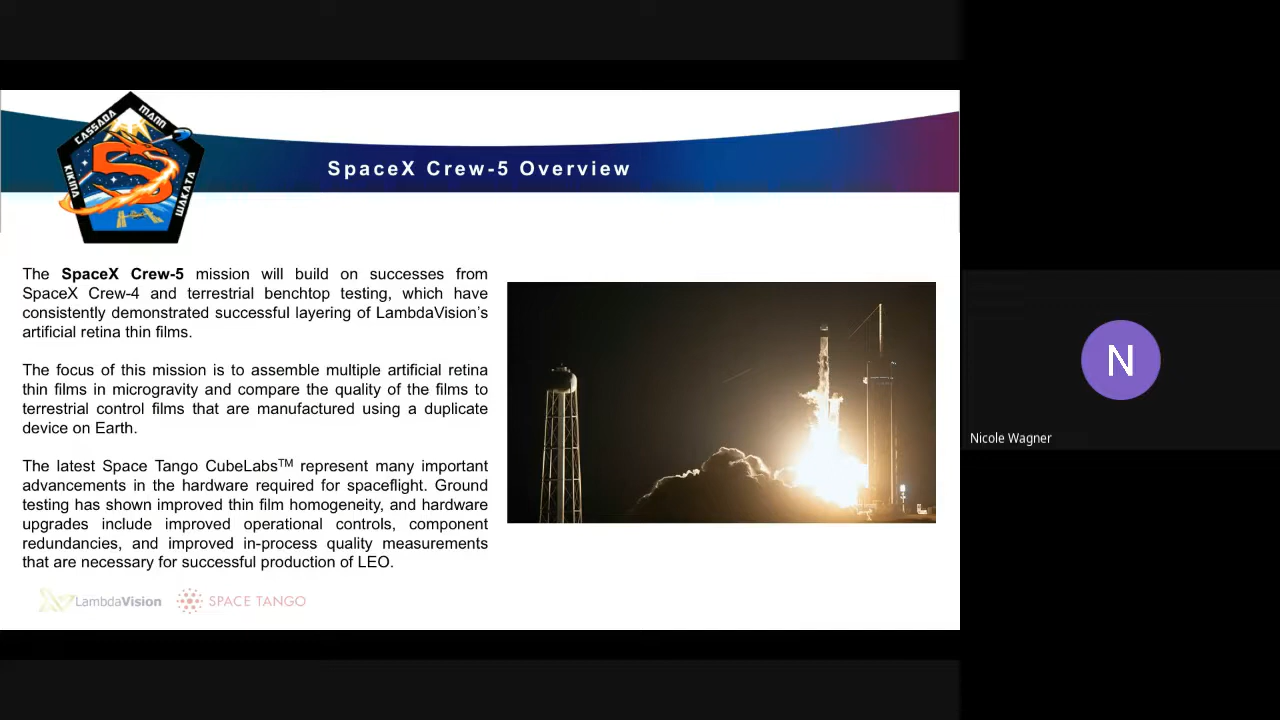 CASSADA
MANN
KIKINA
WAKATA
SpaceX Crew-5 Overview
The SpaceX Crew-5 mission will build on successes from
SpaceX Crew-4 and terrestrial benchtop testing, which have
consistently demonstrated successful layering of LambdaVision’s
artificial retina thin films.
The focus of this mission is to assemble multiple artificial retina
thin films in microgravity and compare the quality of the films to
terrestrial control films that are manufactured using a duplicate
device on Earth.
The latest Space Tango CubeLabs™ represent many important
advancements in the hardware required for spaceflight. Ground
testing has shown improved thin film homogeneity, and hardware
upgrades include improved operational controls, component
redundancies, and improved in-process quality measurements
that are necessary for successful production of LEO.
LambdaVision
SPACE TANGO
N
Nicole Wagner